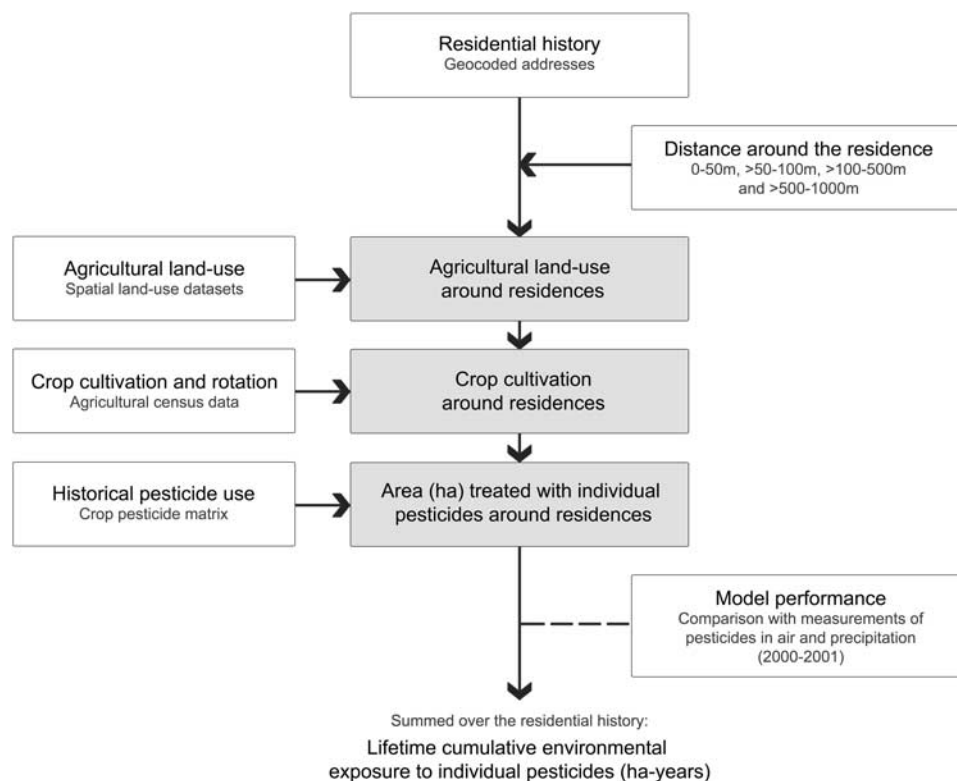 Residential history
Geocoded addresses
Distance around the residence
0-50m, >50-100m, >100-500m
and >500-1000m
Agricultural land-use
Spatial land-use datasets
Agricultural land-use
around residences
Crop cultivation and rotation
Agricultural census data
Crop cultivation
around residences
Historical pesticide use
Crop pesticide matrix
Area (ha) treated with individual
pesticides around residences
Model performance
Comparison with measurements of
pesticides in air and precipitation
(2000-2001)
Summed over the residential history:
Lifetime cumulative environmental
exposure to individual pesticides (ha-years)